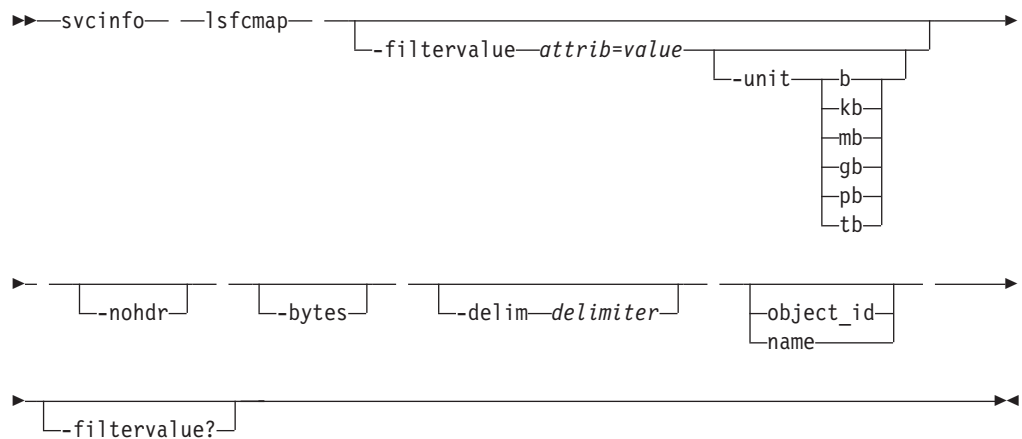 svcinfo lsfcmap
-filtervalue attrib=value
-unit b
kb
mb
gb
pb
tb
-nohdr -bytes -delim delimiter object_id
name
-filtervalue?